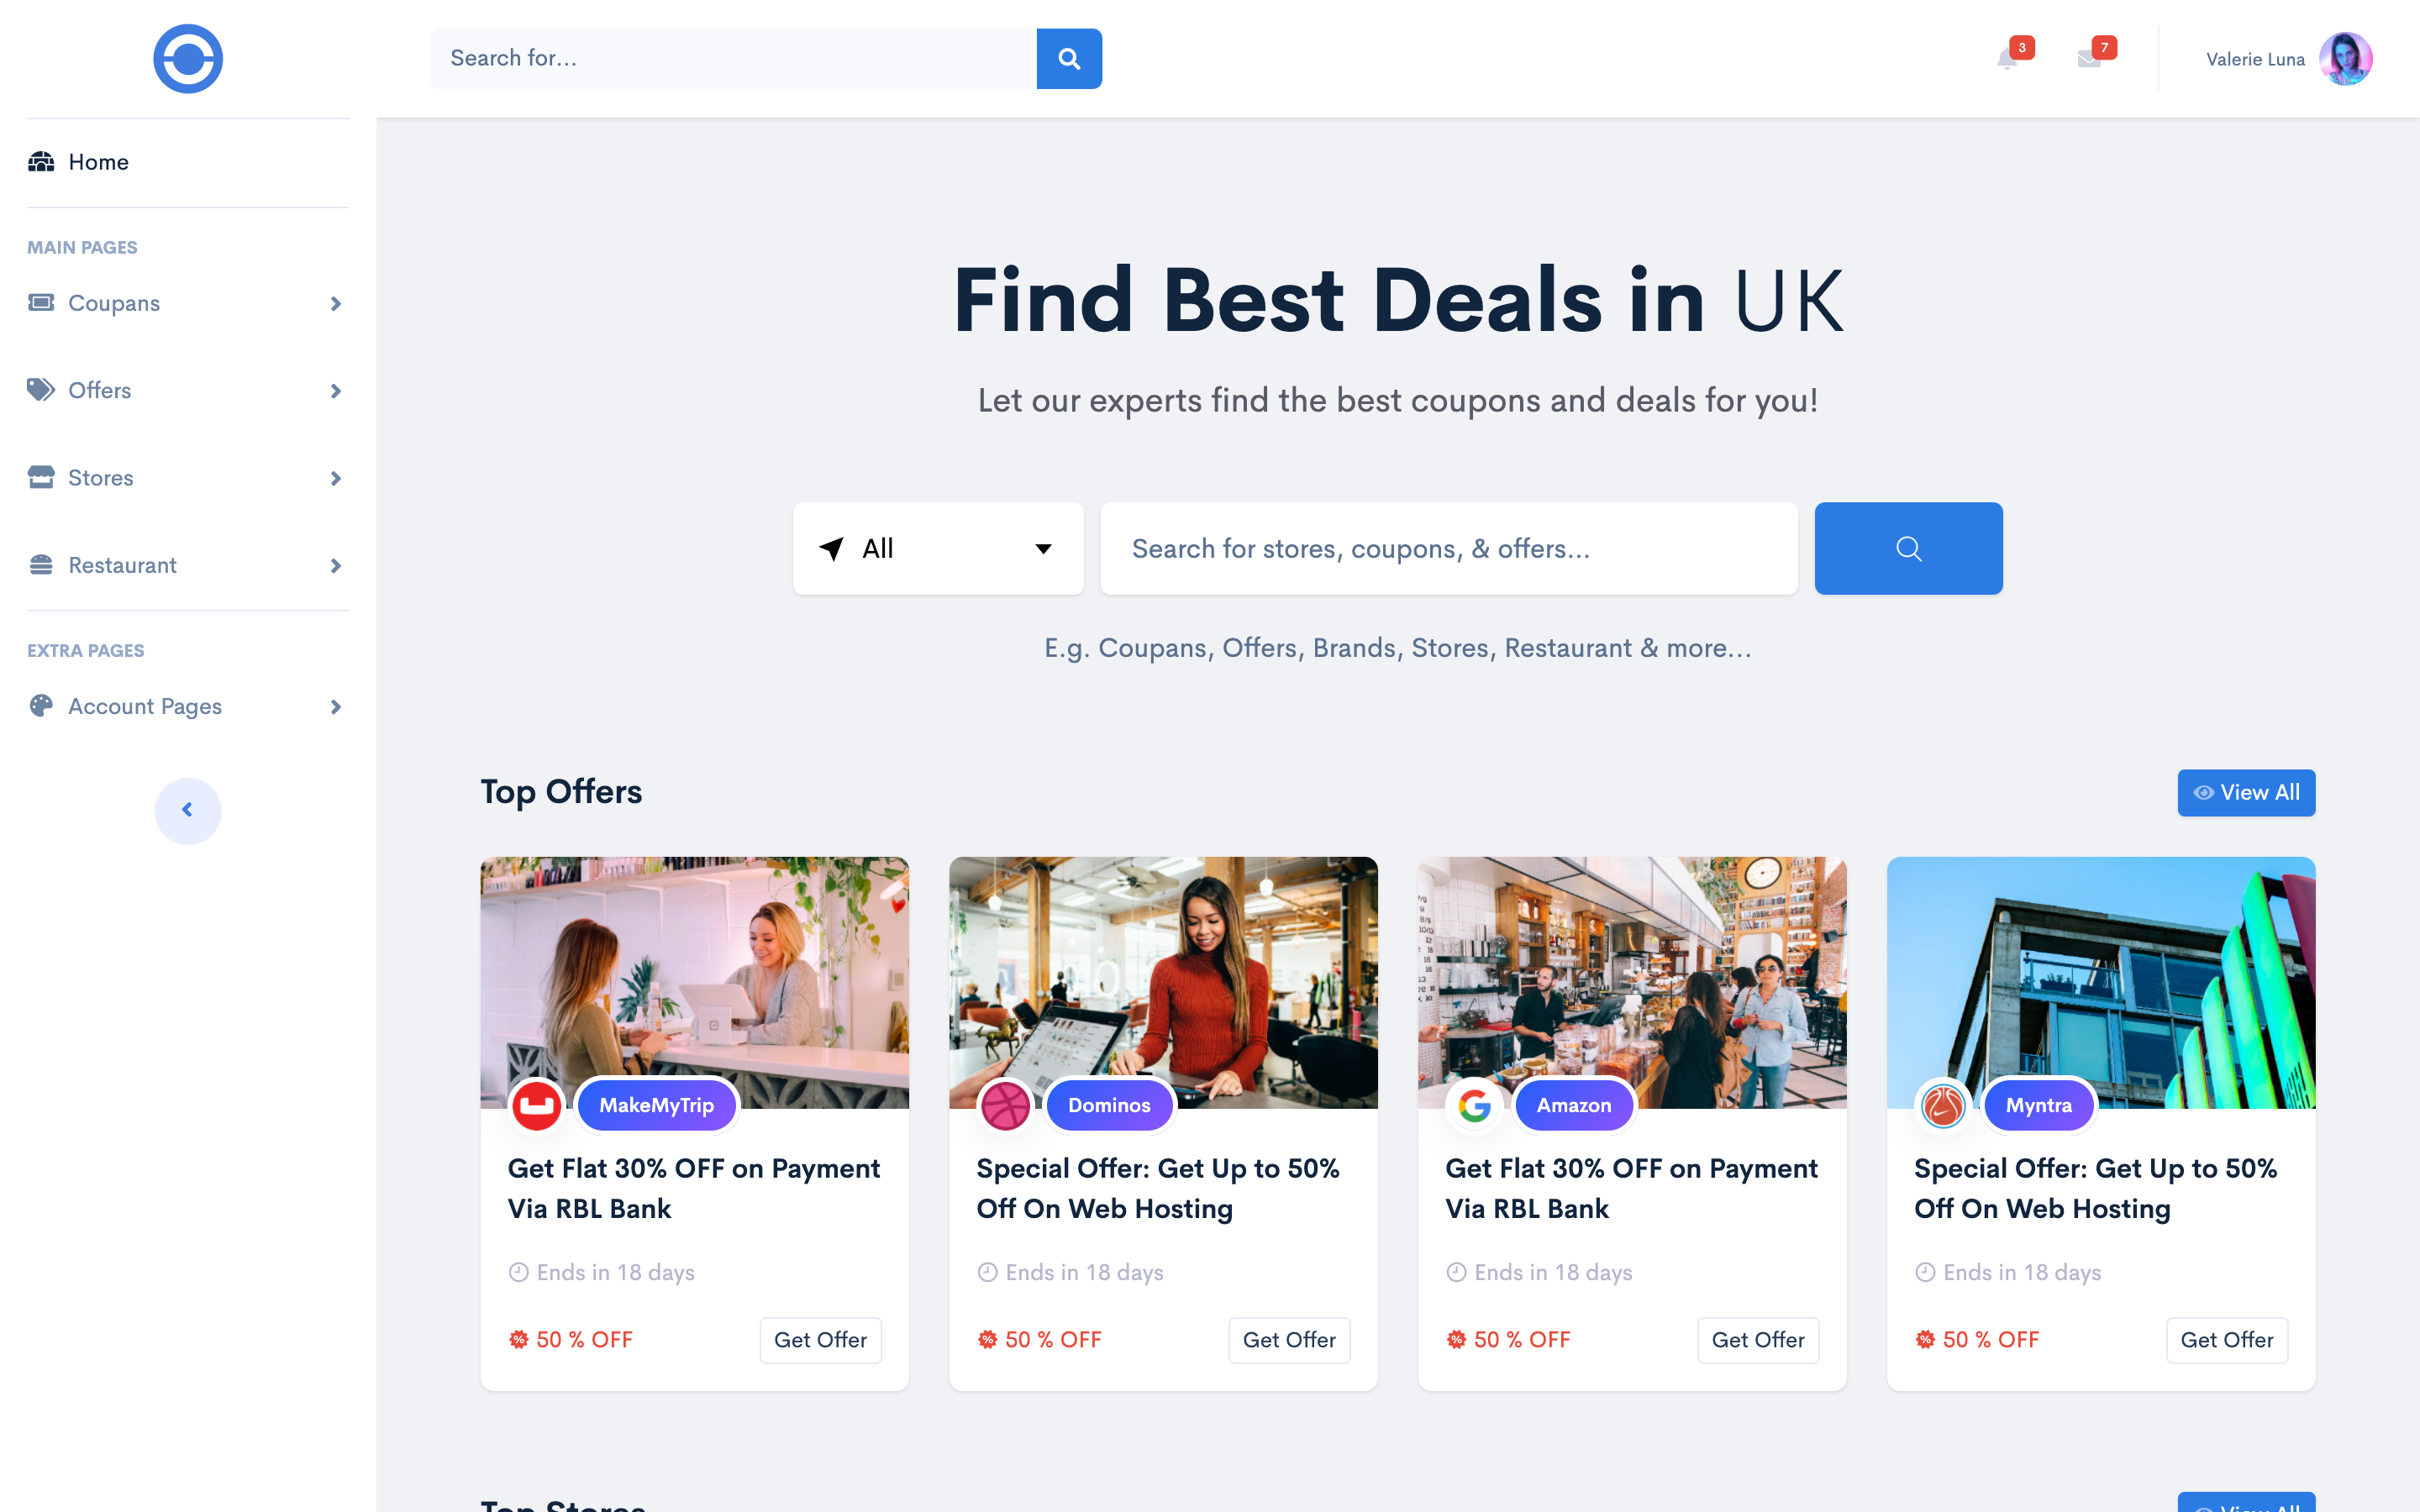 Search for...
3
7
Valerie Luna
Home
MAIN PAGES
Coupans
Offers
Stores
Restaurant
EXTRA PAGES
Account Pages
Find Best Deals in UK
Let our experts find the best coupons and deals for you!
All
Search for stores, coupons, & offers...
E.g. Coupans, Offers, Brands, Stores, Restaurant & more...
Top Offers
View All
MakeMyTrip
Get Flat 30% OFF on Payment
Via RBL Bank
Ends in 18 days
50 % OFF
Get Offer
Dominos
Special Offer: Get Up to 50%
Off On Web Hosting
Ends in 18 days
50 % OFF
Get Offer
Amazon
Get Flat 30% OFF on Payment
Via RBL Bank
Ends in 18 days
50 % OFF
Get Offer
Myntra
Special Offer: Get Up to 50%
Off On Web Hosting
Ends in 18 days
50 % OFF
Get Offer
Top Stores
View All